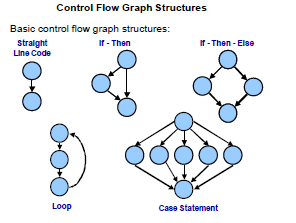 Control Flow Graph Structures
Basic control flow graph structures:
Straight
Line Code
If - Then
If - Then - Else
Loop
Case Statement